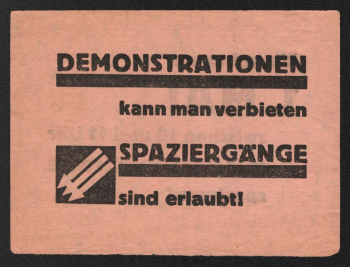 DEMONSTRATIONEN
kann man verbieten
SPAZIERGÄNGE
sind erlaubt!